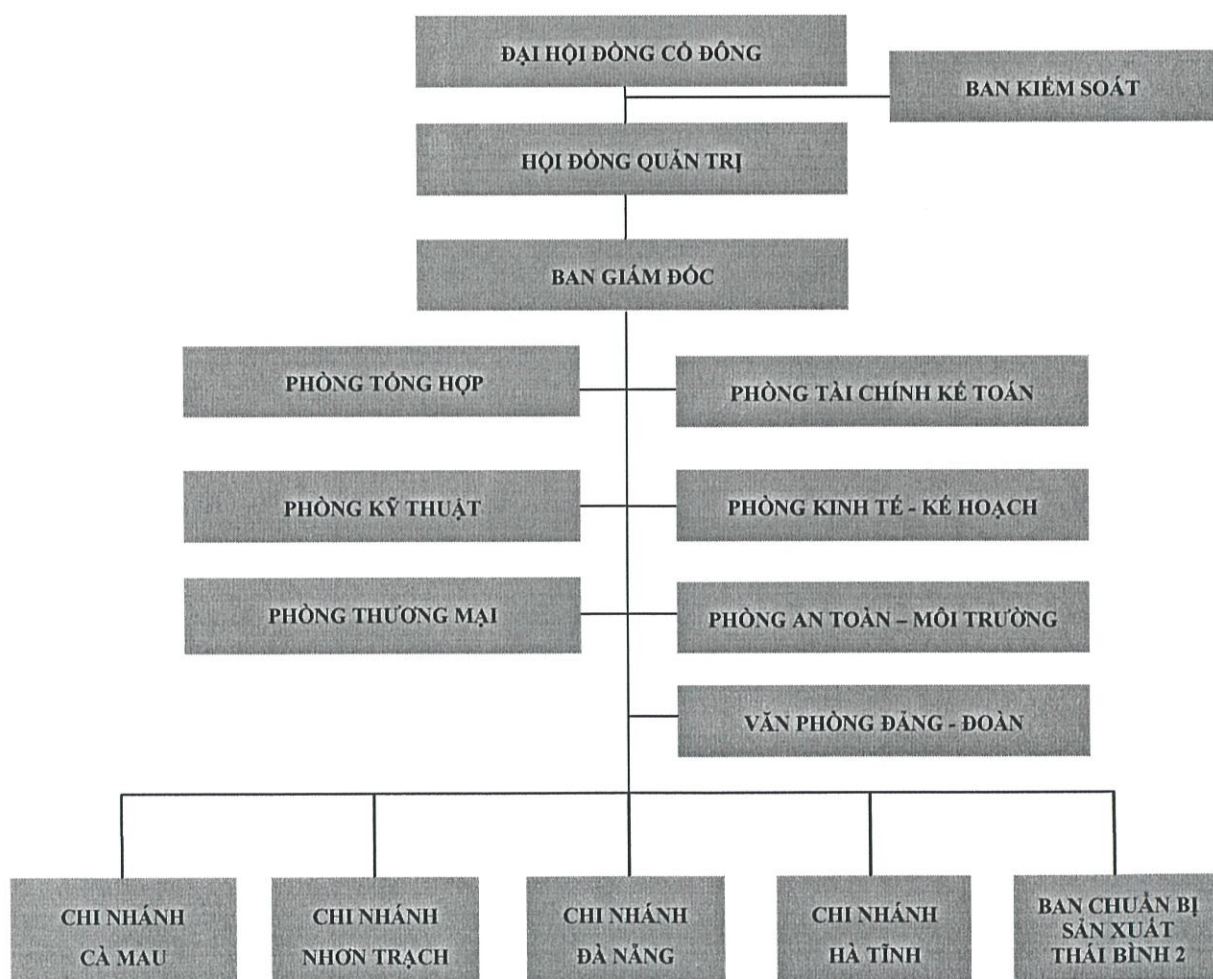 ĐẠI HỘI ĐỒNG CỔ ĐÔNG
BAN KIỂM SOÁT
HỘI ĐỒNG QUẢN TRỊ
BAN GIÁM ĐỐC
PHÒNG TỔNG HỢP
PHÒNG TÀI CHÍNH KẾ TOÁN
PHÒNG KỸ THUẬT
PHÒNG KINH TẾ - KẾ HOẠCH
PHÒNG THƯƠNG MẠI
PHÒNG AN TOÀN – MÔI TRƯỜNG
VĂN PHÒNG ĐẢNG - ĐOÀN
CHI NHÁNH
CÀ MAU
CHI NHÁNH
NHƠN TRẠCH
CHI NHÁNH
ĐÀ NẴNG
CHI NHÁNH
HÀ TĨNH
BAN CHUẨN BỊ
SẢN XUẤT
THÁI BÌNH 2